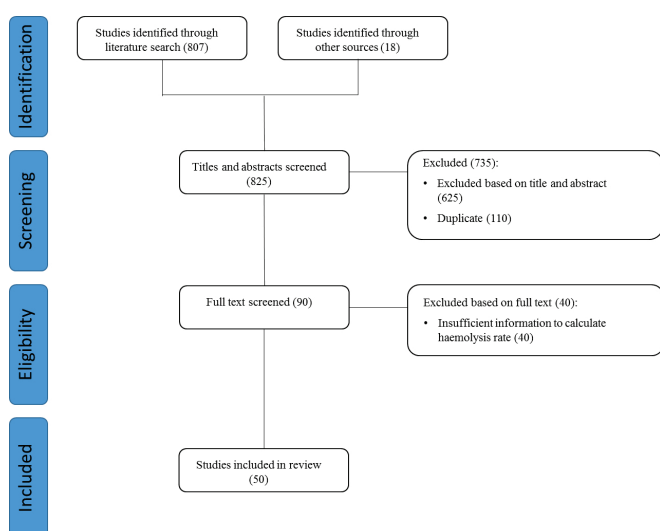 Identification
Studies identified through
literature search (807)
Studies identified through
other sources (18)
Screening
Titles and abstracts screened
(825)
Excluded (735):
• Excluded based on title and abstract
(625)
• Duplicate (110)
Eligibility
Full text screened (90)
Excluded based on full text (40):
• Insufficient information to calculate
haemolysis rate (40)
Included
Studies included in review
(50)